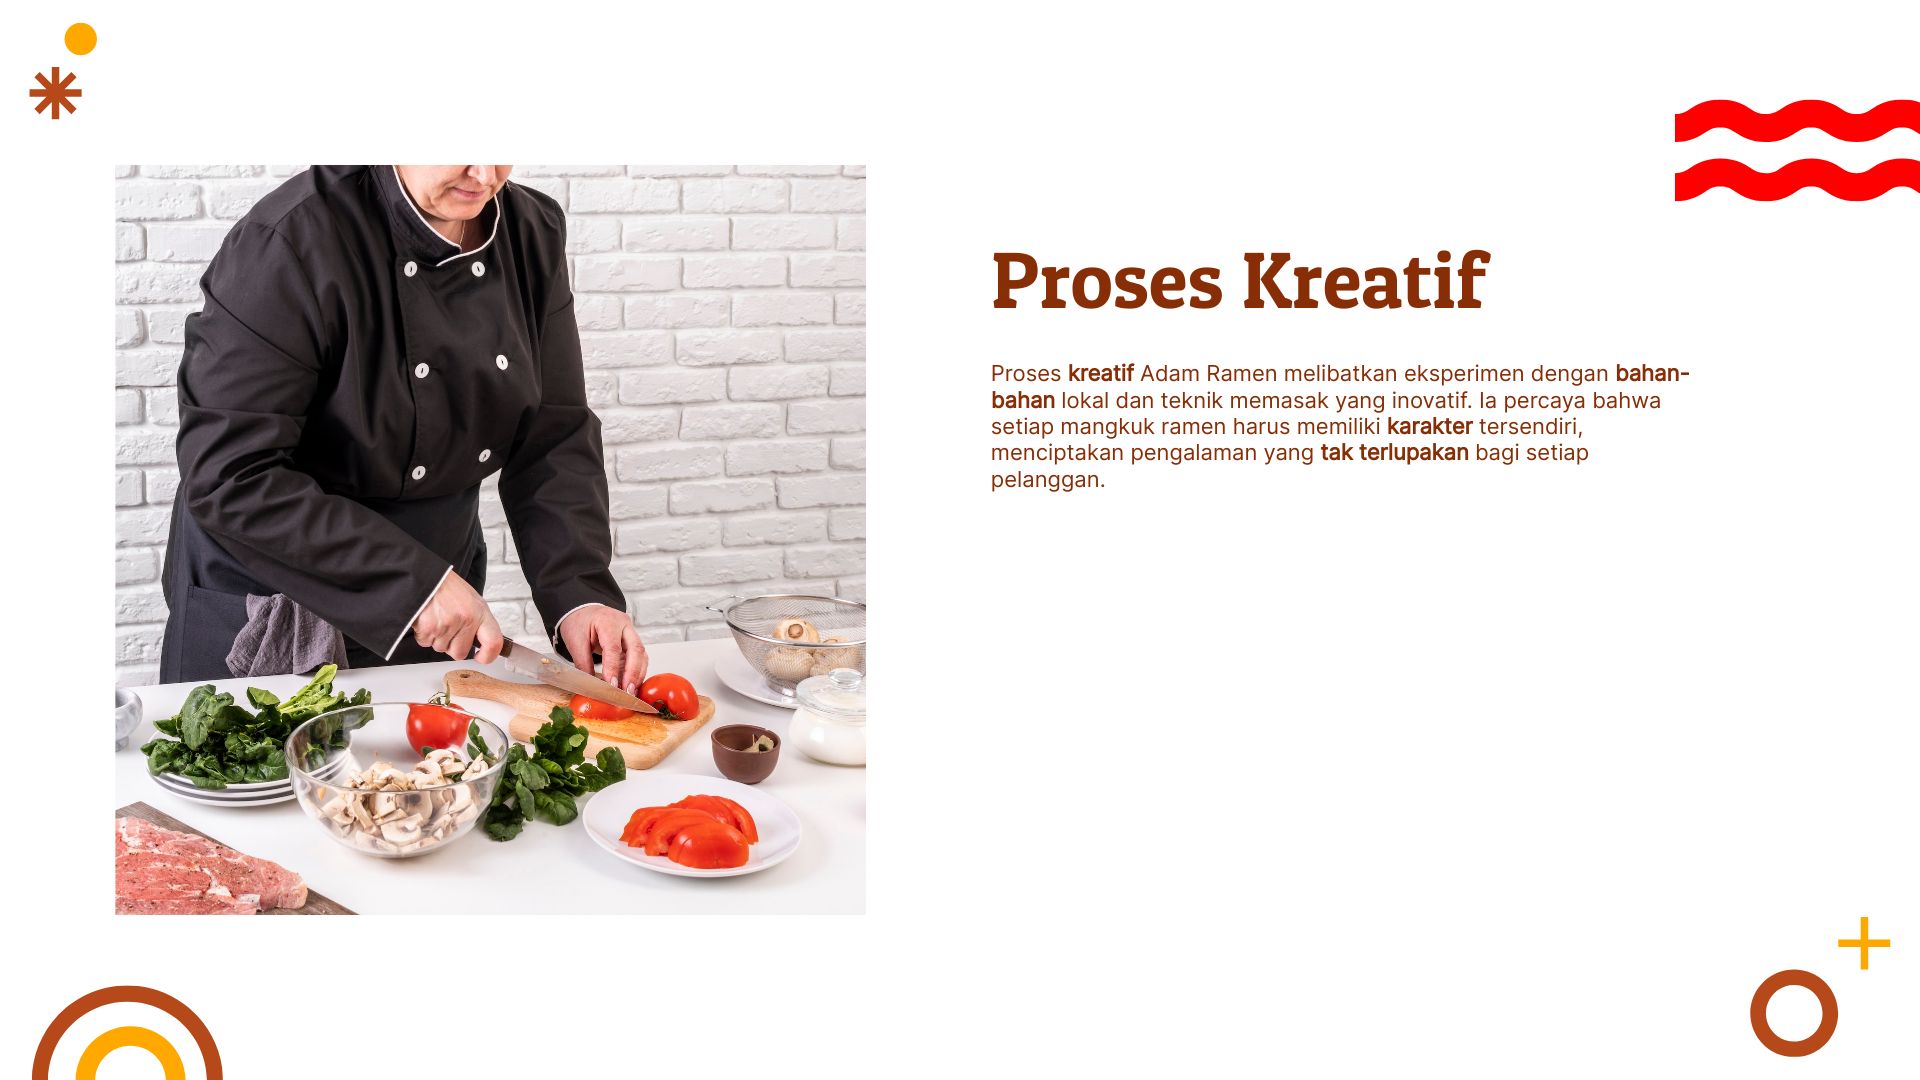 Proses Kreatif
Proses kreatif Adam Ramen melibatkan eksperimen dengan bahan-
bahan lokal dan teknik memasak yang inovatif. Ia percaya bahwa
setiap mangkuk ramen harus memiliki karakter tersendiri,
menciptakan pengalaman yang tak terlupakan bagi setiap
pelanggan.